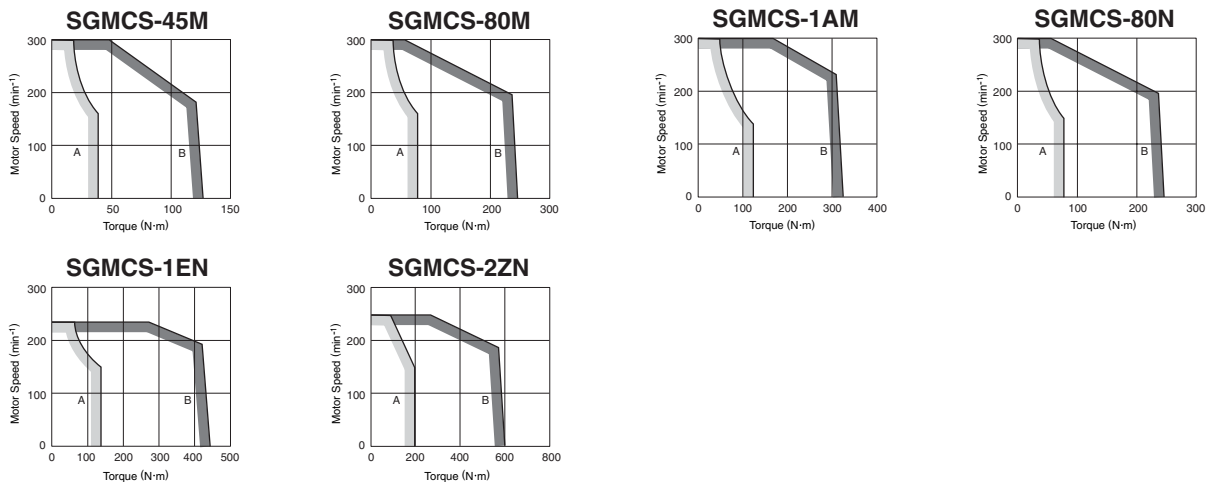 SGMCS-45M
300
200
100
0
Motor Speed (min-1)
A
B
0 50 100 150
Torque (N·m)
SGMCS-80M
300
200
100
0
Motor Speed (min-1)
A
B
0 100 200 300
Torque (N·m)
SGMCS-1AM
300
200
100
0
Motor Speed (min-1)
A
B
0 100 200 300 400
Torque (N·m)
SGMCS-80N
300
200
100
0
Motor Speed (min-1)
A
B
0 100 200 300
Torque (N·m)
SGMCS-1EN
300
200
100
0
Motor Speed (min-1)
A
B
0 100 200 300 400 500
Torque (N·m)
SGMCS-2ZN
300
200
100
0
Motor Speed (min-1)
A
B
0 200 400 600 800
Torque (N·m)